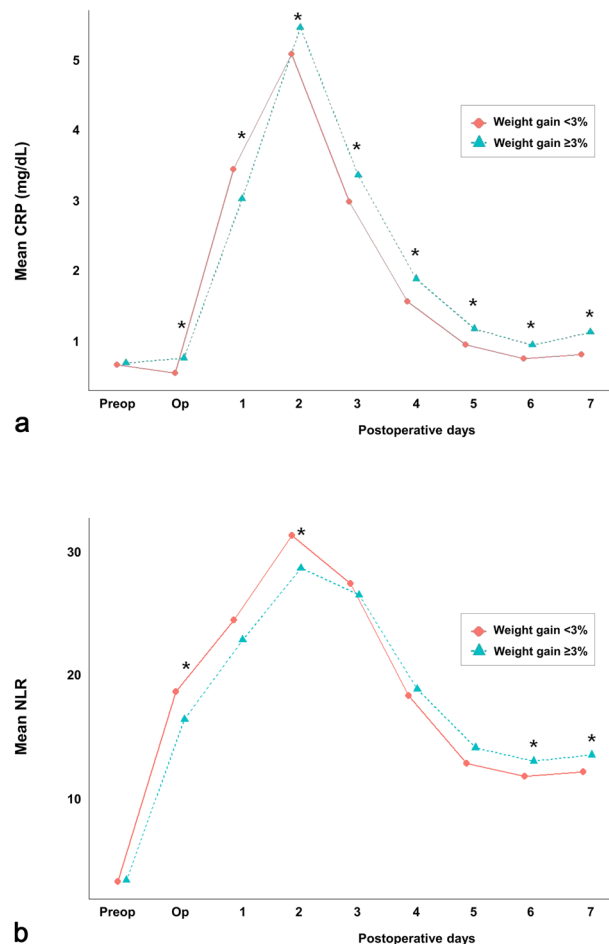 *
5
Weight gain <3%
4
*
*
Weight gain ≥3%
Mean CRP (mg/dL)
3
*
2
*
*
*
*
1
Preop Op 1 2 3 4 5 6 7
a
Postoperative days
30
*
Weight gain <3%
Weight gain ≥3%
*
20
Mean NLR
*
*
10
Preop Op 1 2 3 4 5 6 7
b
Postoperative days